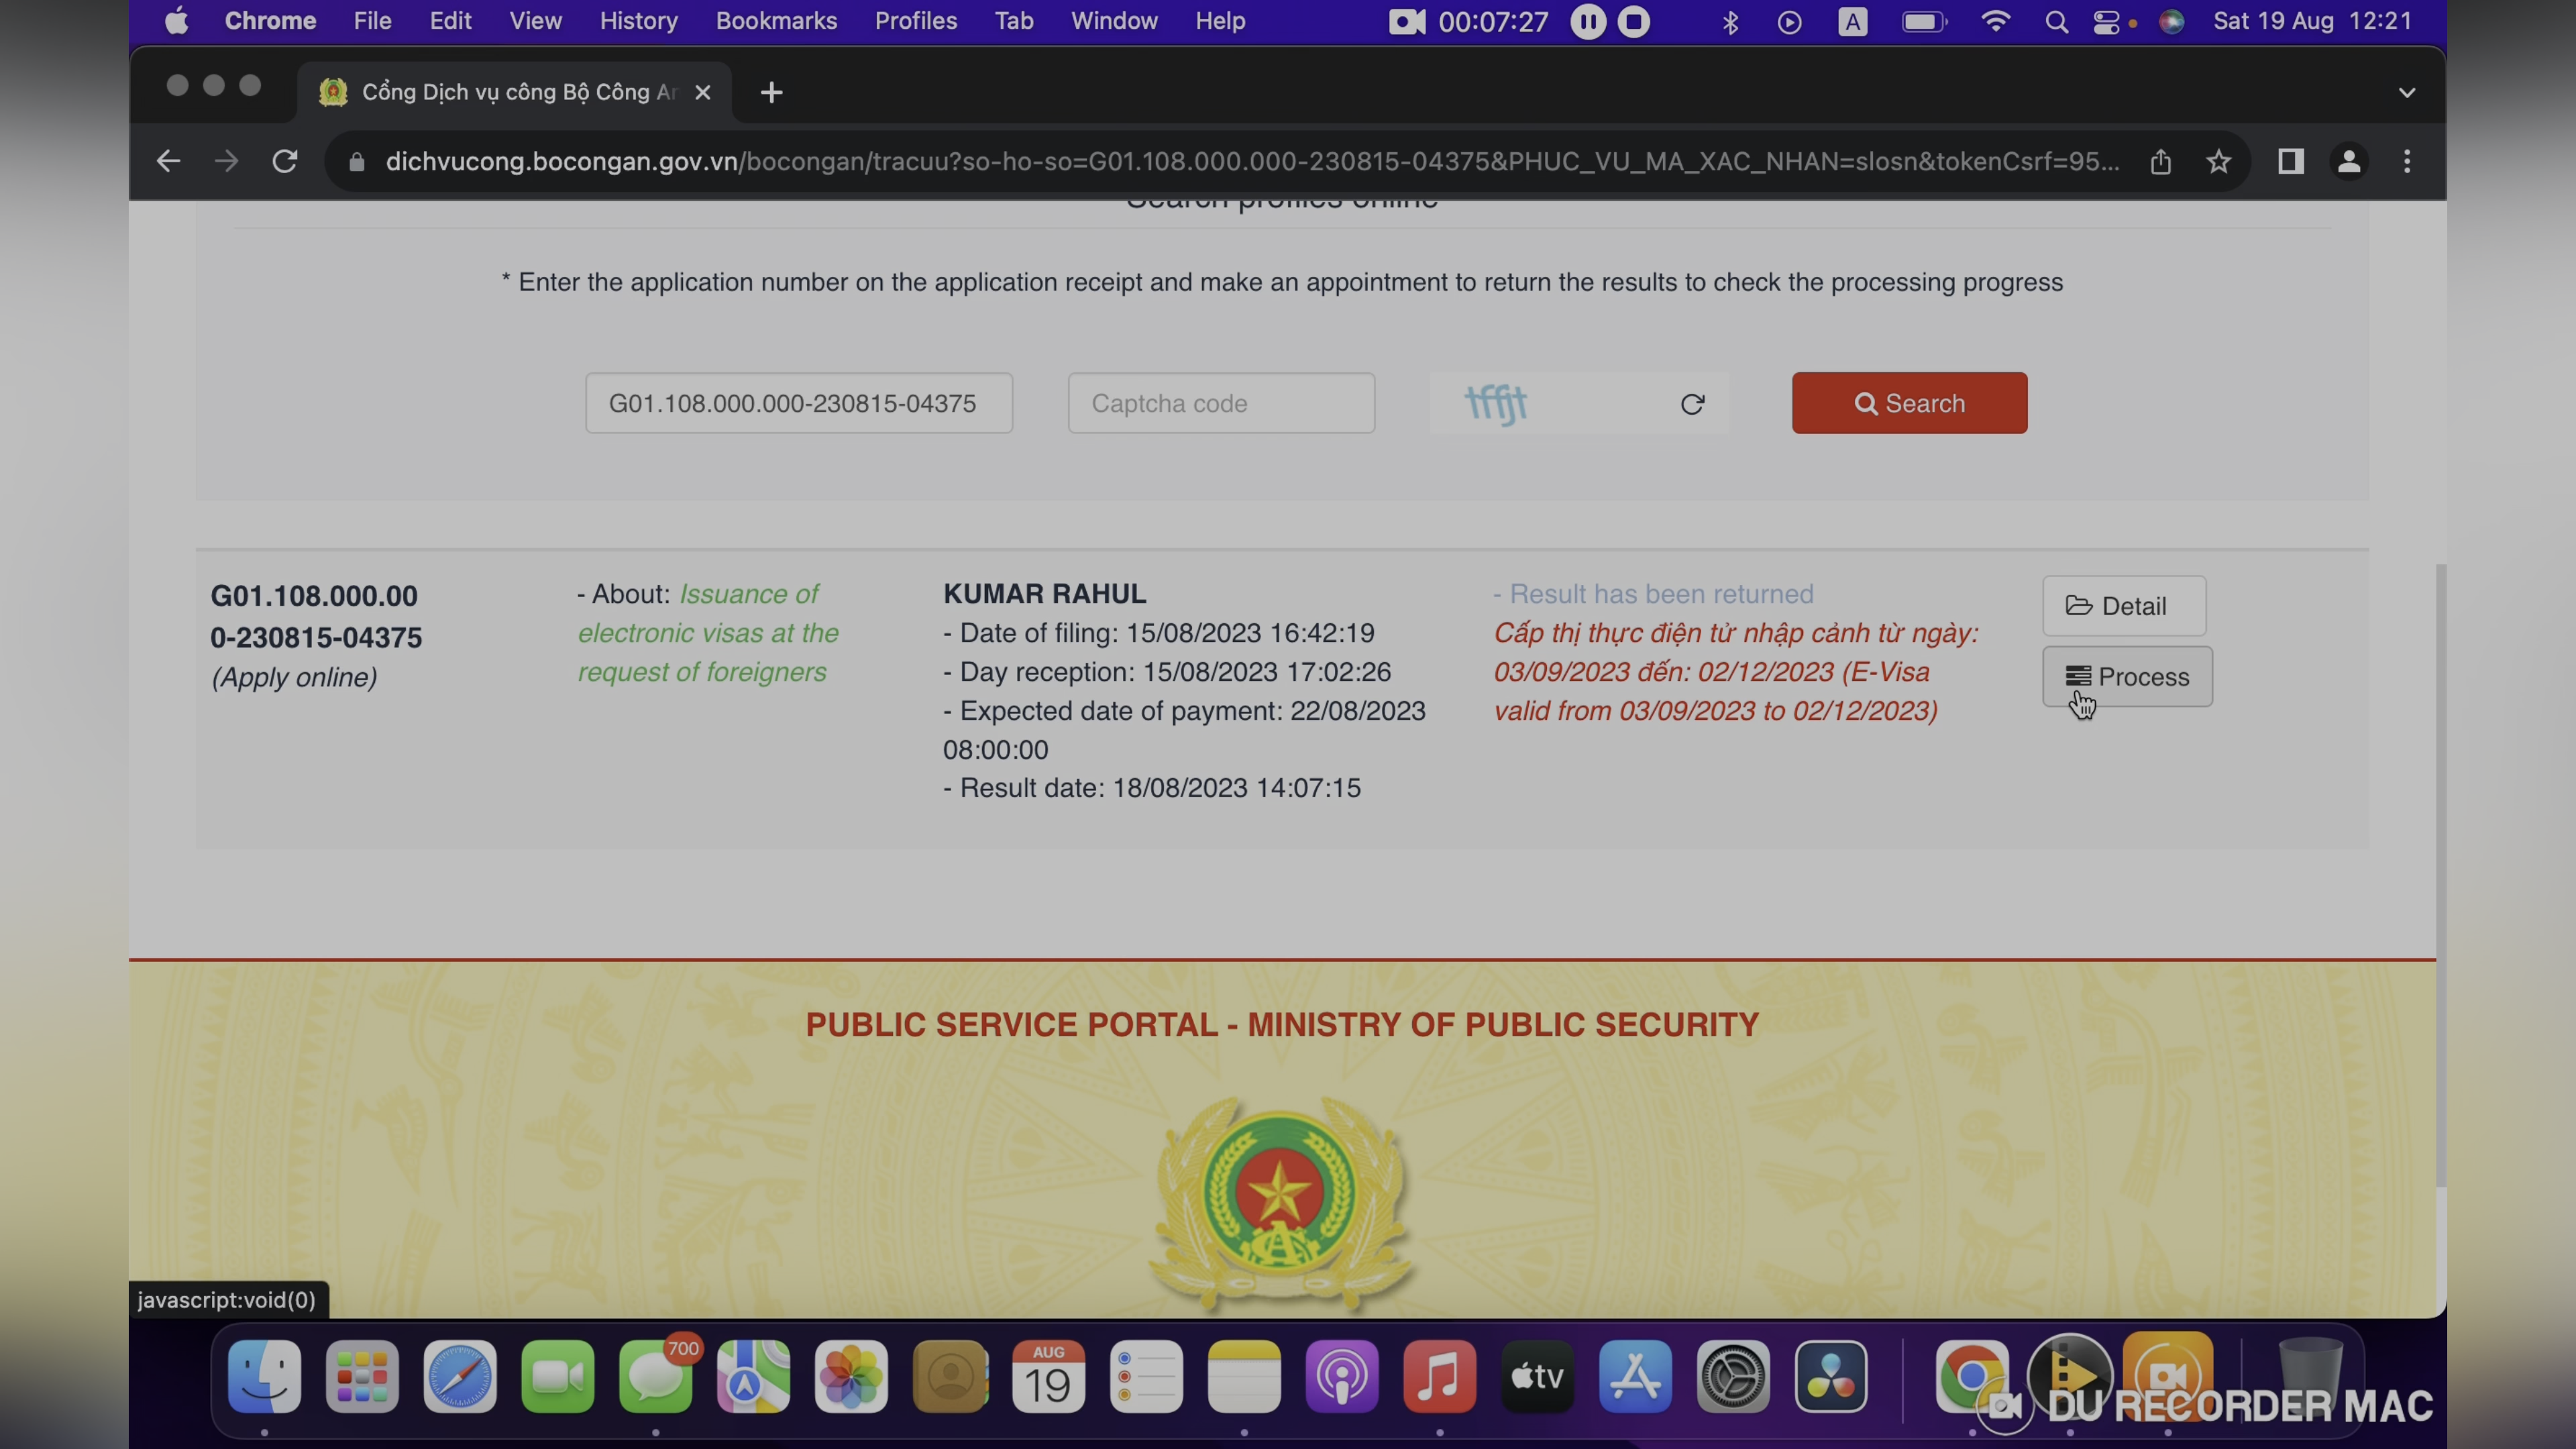 Chrome File Edit View History Bookmarks Profiles Tab Window Help 00:07:27 A Sat 19 Aug 12:21
Cổng Dịch vụ công Bộ Công An
dichvucong.bocongan.gov.vn/bocongan/tracuu?so-ho-so=G01.108.000.000-230815-04375&PHUC_VU_MA_XAC_NHAN=slosn&tokenCsrf=95...
Search profiles online
* Enter the application number on the application receipt and make an appointment to return the results to check the processing progress
G01.108.000.000-230815-04375 Captcha code tffjt Search
G01.108.000.00
0-230815-04375
(Apply online)
- About: Issuance of
electronic visas at the
request of foreigners
KUMAR RAHUL
- Date of filing: 15/08/2023 16:42:19
- Day reception: 15/08/2023 17:02:26
- Expected date of payment: 22/08/2023
08:00:00
- Result date: 18/08/2023 14:07:15
- Result has been returned
Cấp thị thực điện tử nhập cảnh từ ngày:
03/09/2023 đến: 02/12/2023 (E-Visa
valid from 03/09/2023 to 02/12/2023)
Detail
Process
PUBLIC SERVICE PORTAL - MINISTRY OF PUBLIC SECURITY
javascript:void(0)
700
AUG
19
tv
DU RECORDER MAC